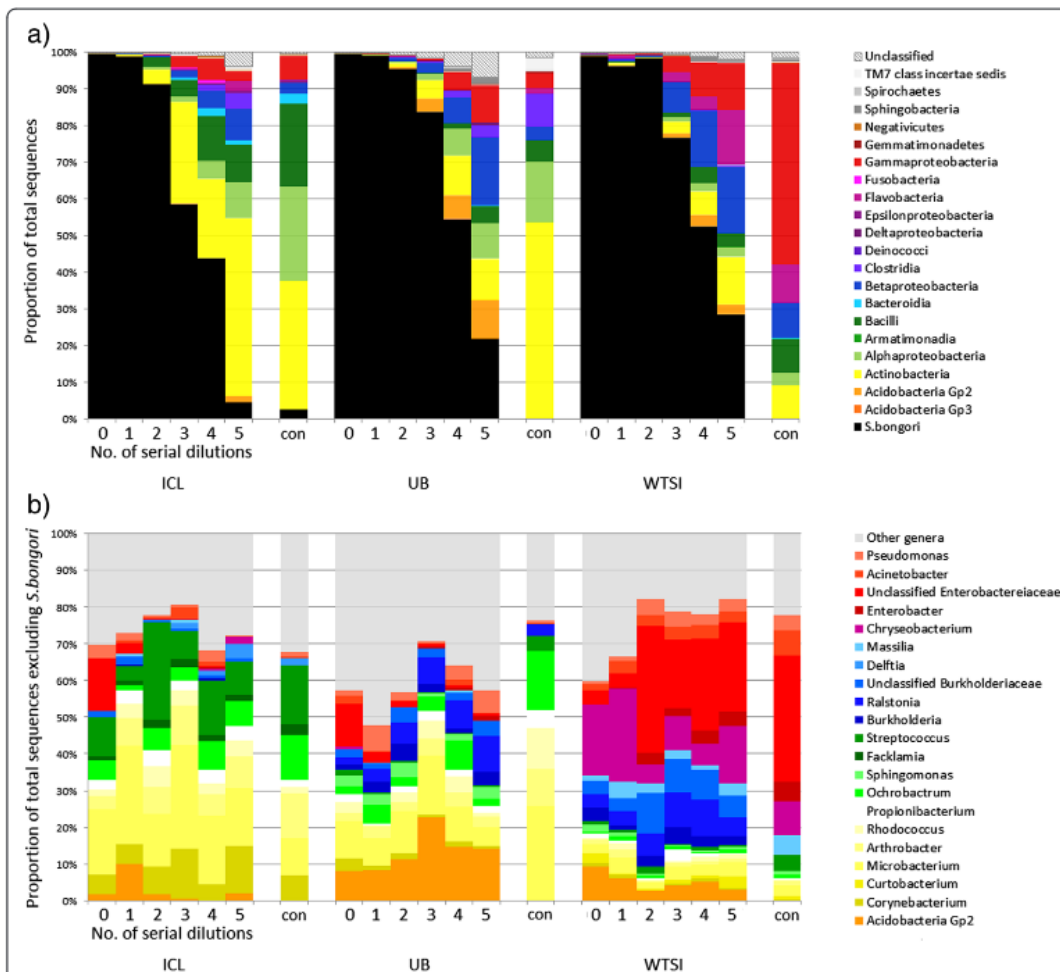 a)
Proportion of total sequences
100%
90%
80%
70%
60%
50%
40%
30%
20%
10%
0%
0 1 2 3 4 5 con 0 1 2 3 4 5 con 0 1 2 3 4 5 con
No. of serial dilutions
ICL UB WTSI
Unclassified
TM7 class incertae sedis
Spirochaetes
Sphingobacteria
Negativicutes
Gemmatimonadetes
Gammaproteobacteria
Fusobacteria
Flavobacteria
Epsilonproteobacteria
Deltaproteobacteria
Deinococci
Clostridia
Betaproteobacteria
Bacteroidia
Bacilli
Armatimonadia
Alphaproteobacteria
Actinobacteria
Acidobacteria Gp2
Acidobacteria Gp3
S.bongori
b)
Proportion of total sequences excluding S.bongori
100%
90%
80%
70%
60%
50%
40%
30%
20%
10%
0%
0 1 2 3 4 5 con 0 1 2 3 4 5 con 0 1 2 3 4 5 con
No. of serial dilutions
ICL UB WTSI
Other genera
Pseudomonas
Acinetobacter
Unclassified Enterobactereiaceae
Enterobacter
Chryseobacterium
Massilia
Delftia
Unclassified Burkholderiaceae
Ralstonia
Burkholderia
Streptococcus
Facklamia
Sphingomonas
Ochrobactrum
Propionibacterium
Rhodococcus
Arthrobacter
Microbacterium
Curtobacterium
Corynebacterium
Acidobacteria Gp2